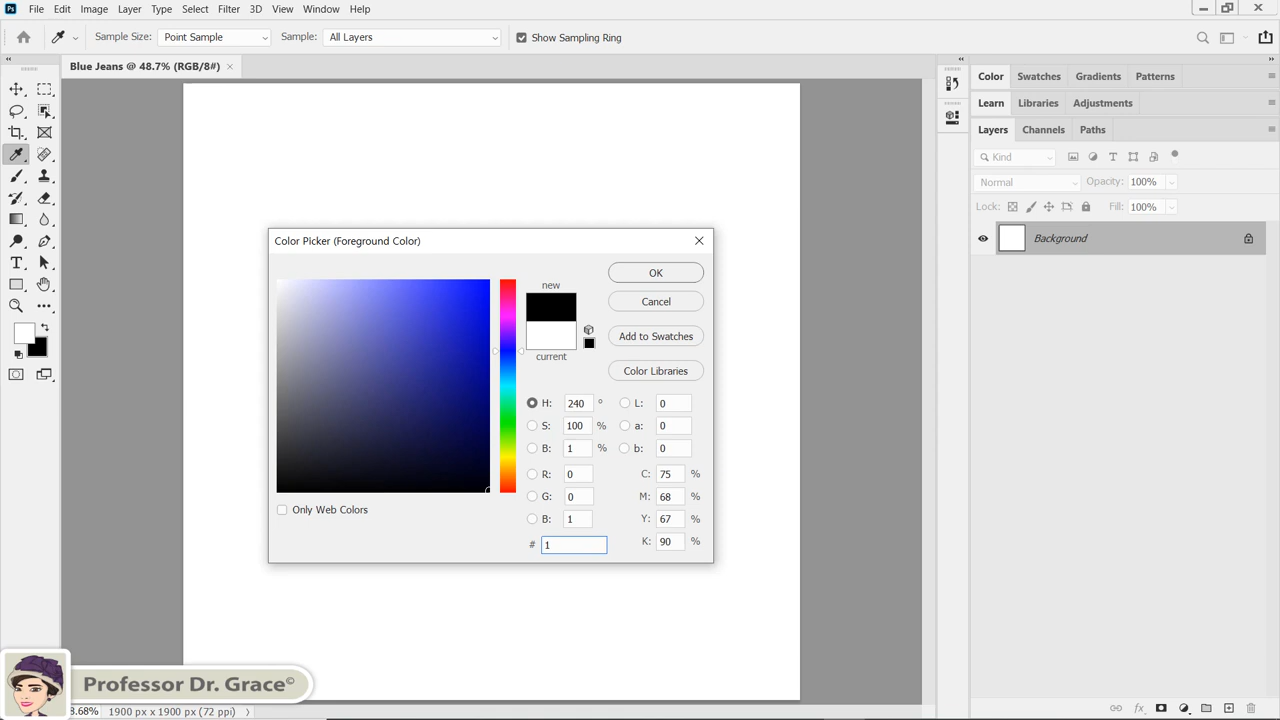 Ps File Edit Image Layer Type Select Filter 3D View Window Help
Sample Size: Point Sample Sample: All Layers Show Sampling Ring
Blue Jeans @ 48.7% (RGB/8#) ×
Color Swatches Gradients Patterns
Learn Libraries Adjustments
Layers Channels Paths
Kind
Normal Opacity: 100%
Lock: Fill: 100%
Background
Color Picker (Foreground Color)
new
current
OK
Cancel
Add to Swatches
Color Libraries
H: 240 ° L: 0
S: 100 % a: 0
B: 1 % b: 0
R: 0 C: 75 %
G: 0 M: 68 %
B: 1 Y: 67 %
# 1 K: 90 %
Only Web Colors
Professor Dr. Grace©
8.68% 1900 px x 1900 px (72 ppi)